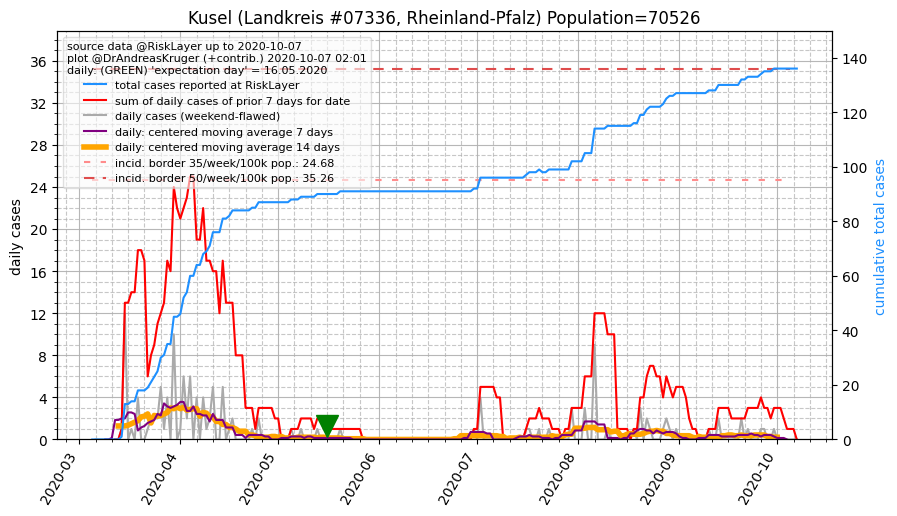 Kusel (Landkreis #07336, Rheinland-Pfalz) Population=70526
source data @RiskLayer up to 2020-10-07
plot @DrAndreasKruger (+contrib.) 2020-10-07 02:01
daily: (GREEN) 'expectation day' = 16.05.2020
total cases reported at RiskLayer
sum of daily cases of prior 7 days for date
daily cases (weekend-flawed)
daily: centered moving average 7 days
daily: centered moving average 14 days
incid. border 35/week/100k pop.: 24.68
incid. border 50/week/100k pop.: 35.26
daily cases
36
32
28
24
20
16
12
8
4
0
cumulative total cases
140
120
100
80
60
40
20
0
2020-03
2020-04
2020-05
2020-06
2020-07
2020-08
2020-09
2020-10